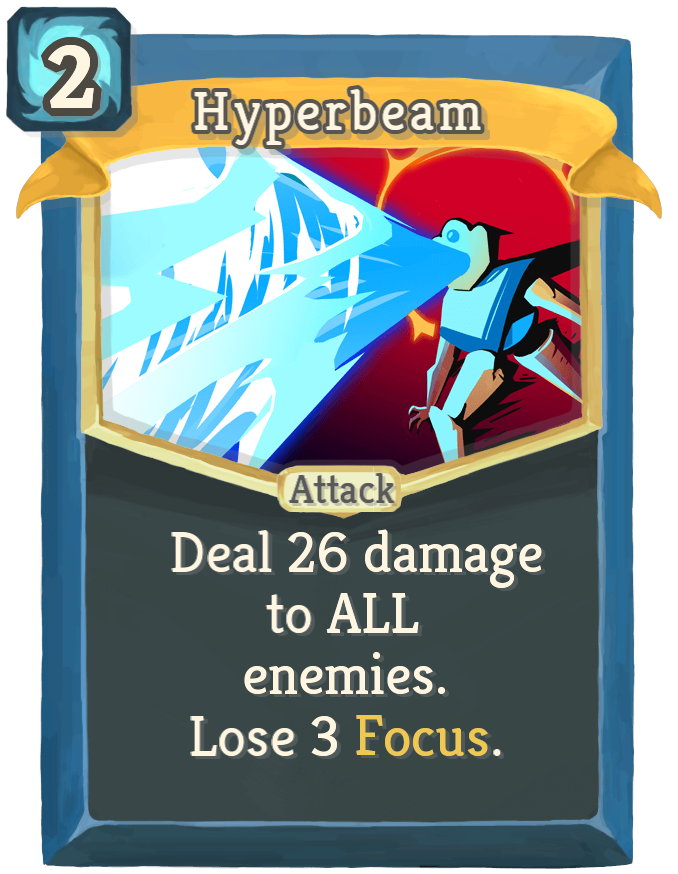 2
Hyperbeam
Attack
Deal 26 damage
to ALL
enemies.
Lose 3 Focus.